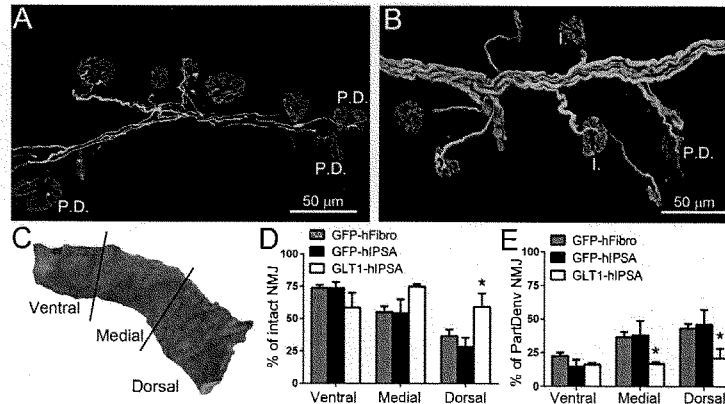 A
P.D.
P.D.
P.D.
50 μm
B
i.
I.
P.D.
50 μm
C
Ventral
Medial
Dorsal
D
GFP-hFibro
GFP-hIPSA
GLT1-hIPSA
% of intact NMJ
100
75
50
25
0
*
Ventral Medial Dorsal
E
GFP-hFibro
GFP-hIPSA
GLT1-hIPSA
% of PartDenv NMJ
100
75
50
25
0
*
*
Ventral Medial Dorsal